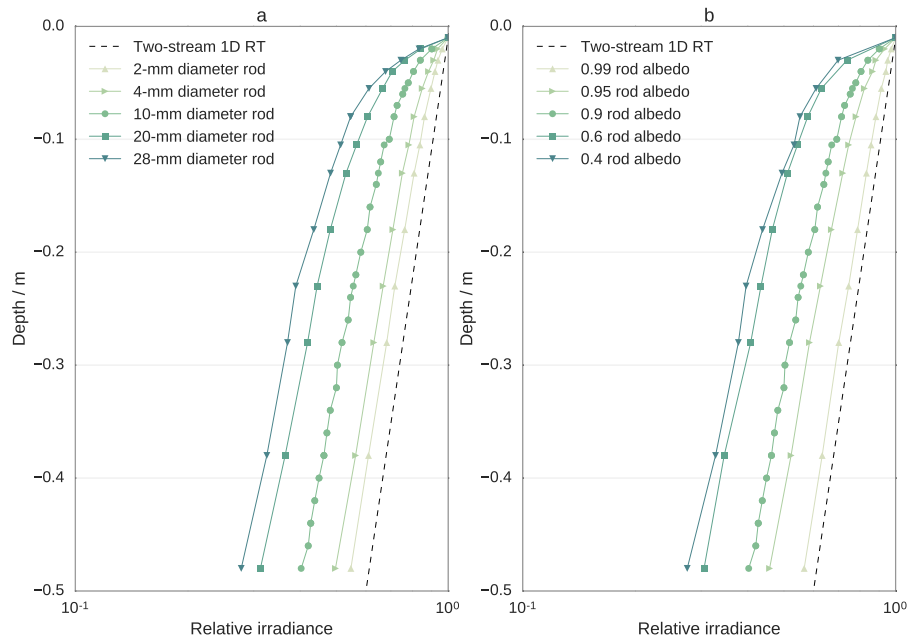 a
0.0
−0.1
−0.2
−0.3
−0.4
−0.5
Depth / m
Two-stream 1D RT
2-mm diameter rod
4-mm diameter rod
10-mm diameter rod
20-mm diameter rod
28-mm diameter rod
10⁻¹
10⁰
Relative irradiance
b
0.0
−0.1
−0.2
−0.3
−0.4
−0.5
Depth / m
Two-stream 1D RT
0.99 rod albedo
0.95 rod albedo
0.9 rod albedo
0.6 rod albedo
0.4 rod albedo
10⁻¹
10⁰
Relative irradiance